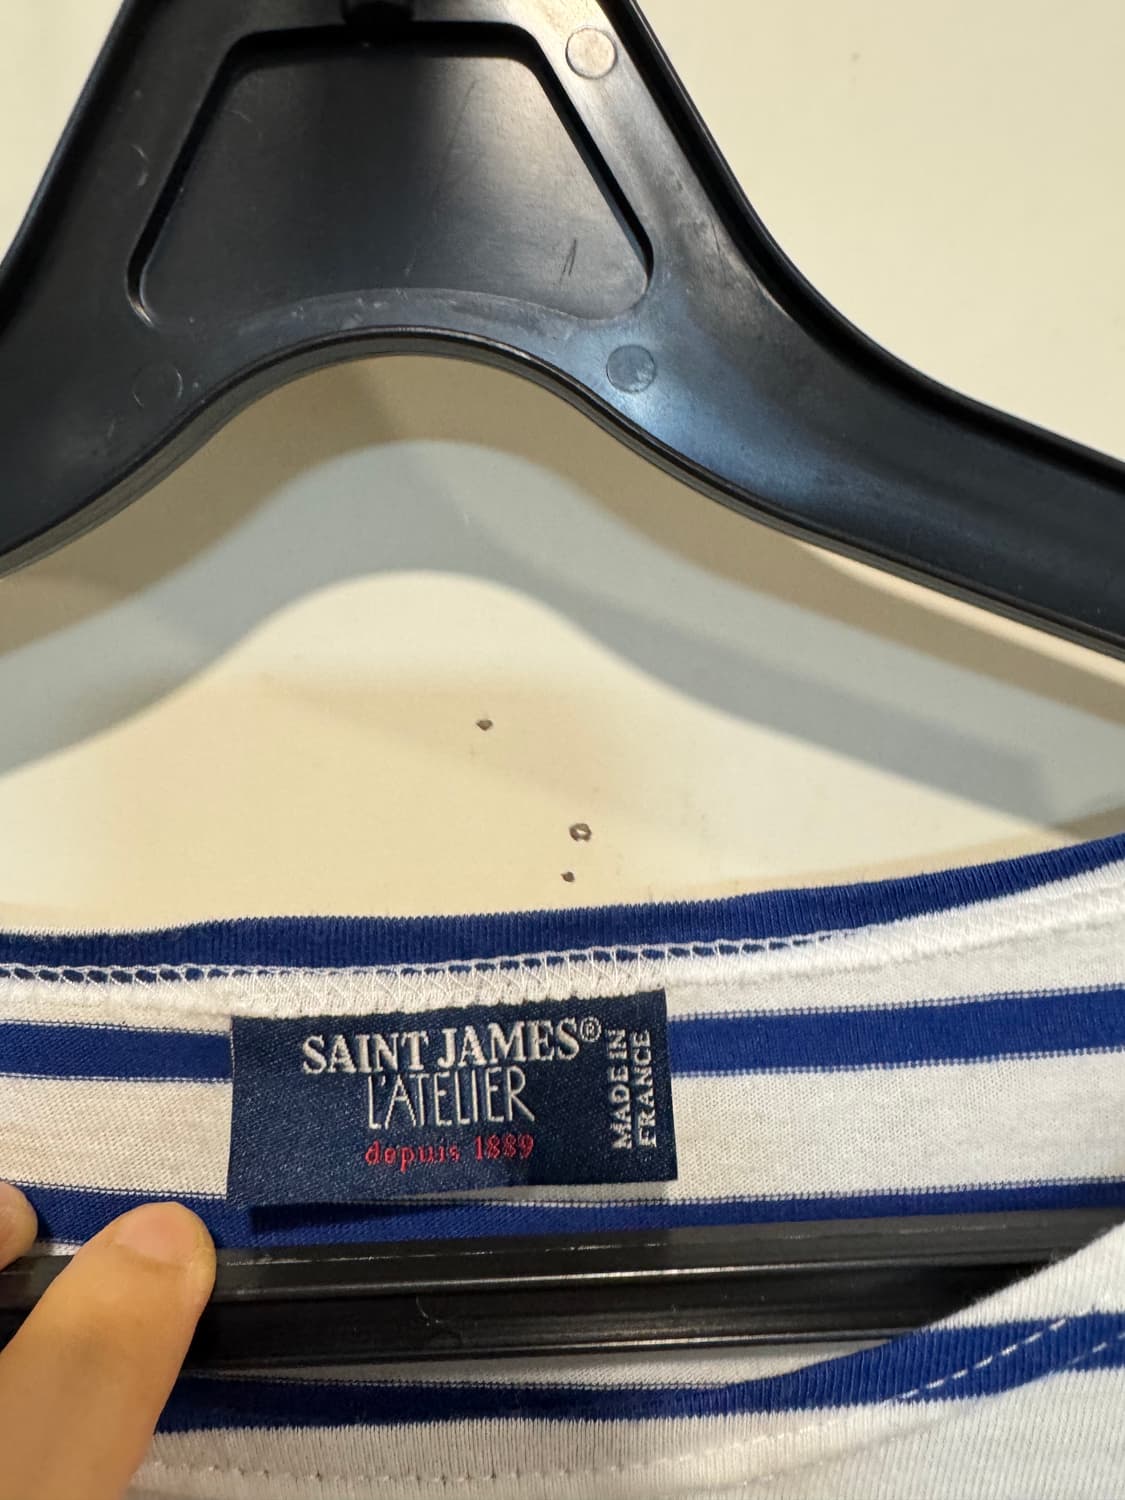 SAINT JAMES®
L'ATELIER
depuis 1889
MADE IN
FRANCE